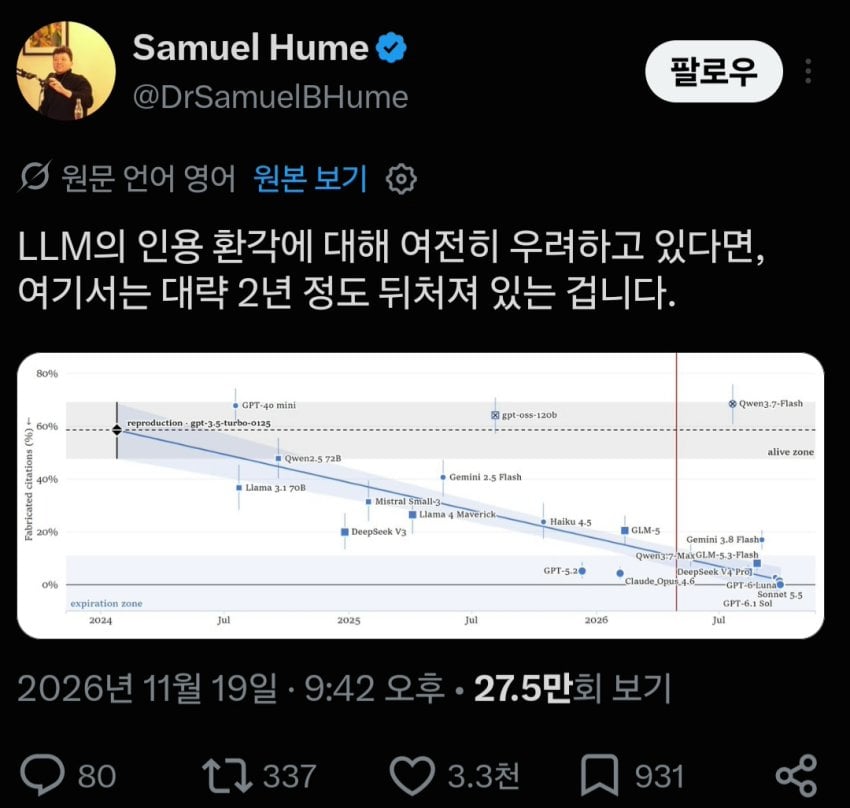 Samuel Hume
@DrSamuelBHume
팔로우
원문 언어 영어 원본 보기
LLM의 인용 환각에 대해 여전히 우려하고 있다면,
여기서는 대략 2년 정도 뒤처져 있는 겁니다.
80%
GPT-4o mini
gpt-oss-120b
Qwen3.7-Flash
reproduction · gpt-3.5-turbo-0125
60%
alive zone
Qwen2.5 72B
Fabricated citations (%) ←
40%
Gemini 2.5 Flash
Llama 3.1 70B
Mistral Small-3
Llama 4 Maverick
Haiku 4.5
20%
DeepSeek V3
GLM-5
Gemini 3.8 Flash
Qwen3.7-Max
GLM-5.3-Flash
GPT-5.2
DeepSeek V4 Pro
0%
Claude_Opus_4.6
GPT-6 Luna
Sonnet 5.5
expiration zone
GPT-6.1 Sol
2024
Jul
2025
Jul
2026
Jul
2026년 11월 19일 · 9:42 오후 · 27.5만회 보기
80
337
3.3천
931